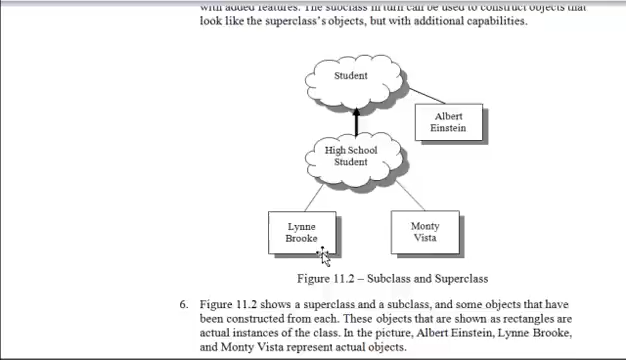 with added features. The subclass in turn can be used to construct objects that
look like the superclass's objects, but with additional capabilities.
Student
Albert
Einstein
High School
Student
Lynne
Brooke
Monty
Vista
Figure 11.2 – Subclass and Superclass
6. Figure 11.2 shows a superclass and a subclass, and some objects that have
been constructed from each. These objects that are shown as rectangles are
actual instances of the class. In the picture, Albert Einstein, Lynne Brooke,
and Monty Vista represent actual objects.